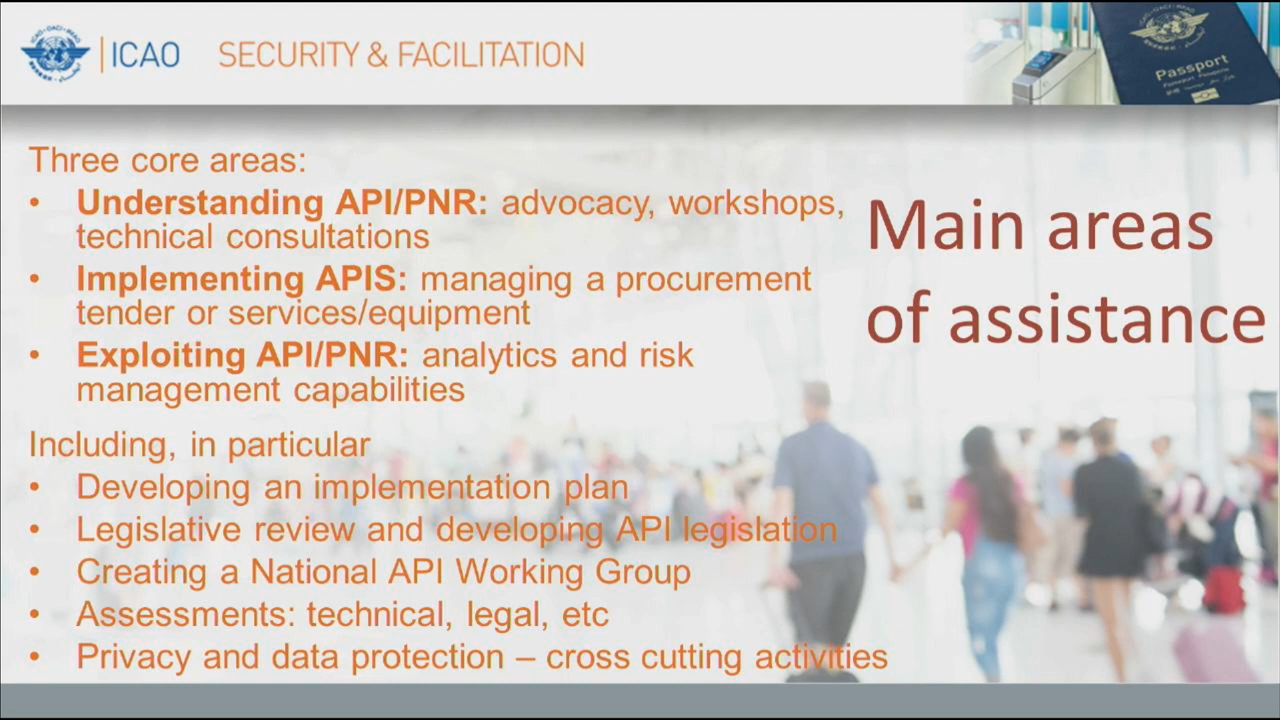 ICAO SECURITY & FACILITATION
Passport
Three core areas:
• Understanding API/PNR: advocacy, workshops,
technical consultations
• Implementing APIS: managing a procurement
tender or services/equipment
• Exploiting API/PNR: analytics and risk
management capabilities
Including, in particular
• Developing an implementation plan
• Legislative review and developing API legislation
• Creating a National API Working Group
• Assessments: technical, legal, etc
• Privacy and data protection – cross cutting activities
Main areas
of assistance